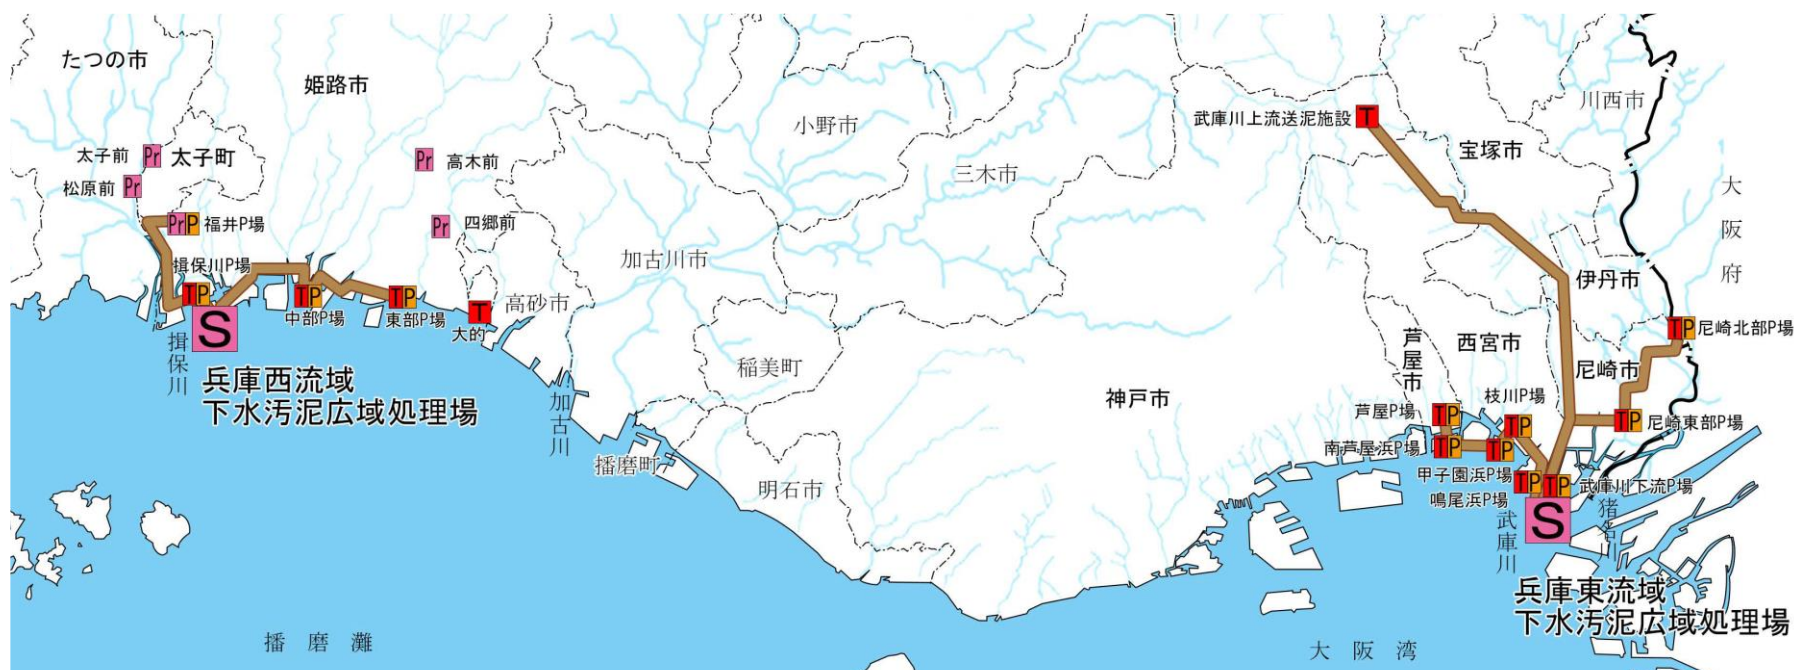 たつの市
姫路市
太子前
Pr
太子町
松原前
Pr
Pr
高木前
Pr P
福井P場
Pr
四郷前
揖保川P場
T P
T P
中部P場
T P
東部P場
T
大的
高砂市
S
揖保川
兵庫西流域
下水汚泥広域処理場
加古川
小野市
三木市
加古川市
稲美町
播磨町
明石市
神戸市
播磨灘
武庫川上流送泥施設
T
川西市
宝塚市
大阪府
伊丹市
T P
尼崎北部P場
芦屋市
西宮市
尼崎市
枝川P場
芦屋P場
T P
T P
T P
尼崎東部P場
南芦屋浜P場
T P
T P
甲子園浜P場
T P
T P
武庫川下流P場
鳴尾浜P場
S
武庫川
猪名川
兵庫東流域
下水汚泥広域処理場
大阪湾